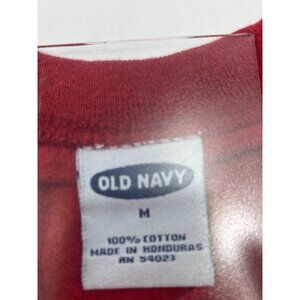 OLD NAVY
M
100% COTTON
MADE IN HONDURAS
RN 54023